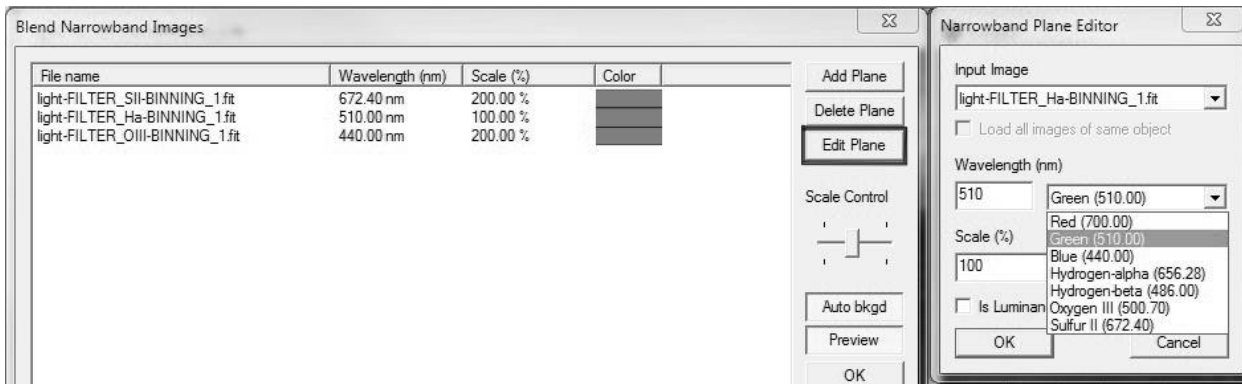 Blend Narrowband Images
File name Wavelength (nm) Scale (%) Color
light-FILTER_SII-BINNING_1.fit 672.40 nm 200.00 %
light-FILTER_Ha-BINNING_1.fit 510.00 nm 100.00 %
light-FILTER_OIII-BINNING_1.fit 440.00 nm 200.00 %
Add Plane
Delete Plane
Edit Plane
Scale Control
Auto bkgd
Preview
OK
Narrowband Plane Editor
Input Image
light-FILTER_Ha-BINNING_1.fit
Load all images of same object
Wavelength (nm)
510 Green (510.00)
Red (700.00)
Green (510.00)
Blue (440.00)
Hydrogen-alpha (656.28)
Hydrogen-beta (486.00)
Oxygen III (500.70)
Sulfur II (672.40)
Scale (%)
100
Is Luminan
OK Cancel